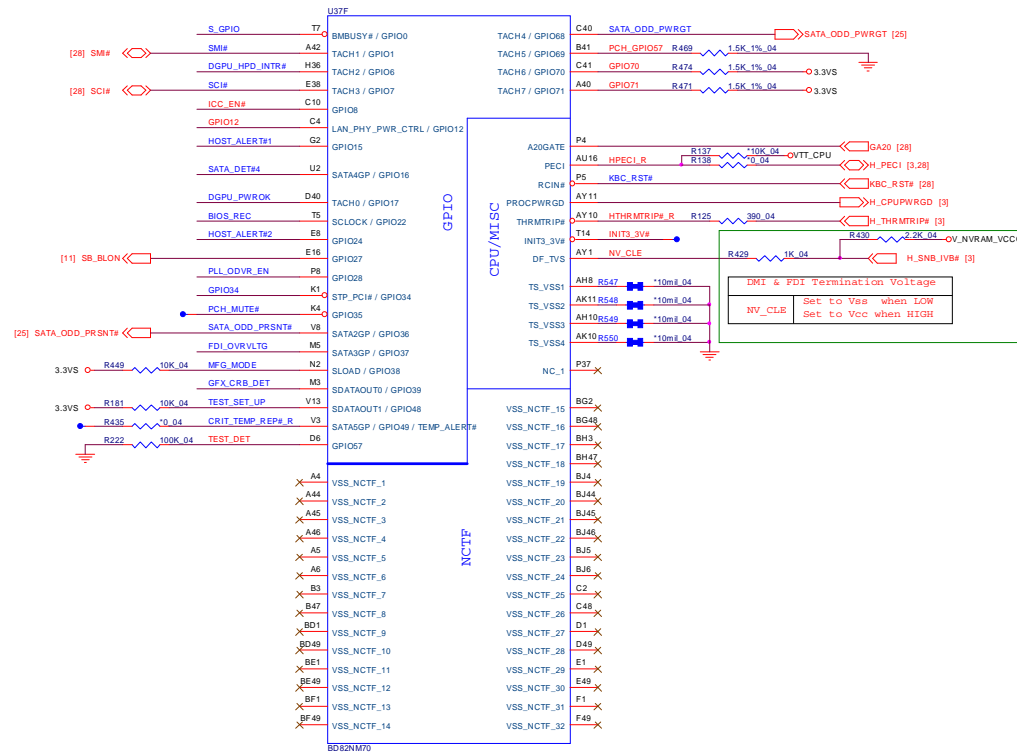 U37F
S_GPIO T7 BMBUSY# / GPIO0
[28] SMI# SMI# A42 TACH1 / GPIO1
DGPU_HPD_INTR# H36 TACH2 / GPIO6
[28] SCI# SCI# E38 TACH3 / GPIO7
ICC_EN# C10 GPIO8
GPIO12 C4 LAN_PHY_PWR_CTRL / GPIO12
HOST_ALERT#1 G2 GPIO15
SATA_DET#4 U2 SATA4GP / GPIO16
DGPU_PWROK D40 TACH0 / GPIO17
BIOS_REC T5 SCLOCK / GPIO22
HOST_ALERT#2 E8 GPIO24
[11] SB_BLON E16 GPIO27
PLL_ODVR_EN P8 GPIO28
GPIO34 K1 STP_PCI# / GPIO34
PCH_MUTE# K4 GPIO35
[25] SATA_ODD_PRSNT# SATA_ODD_PRSNT# V8 SATA2GP / GPIO36
FDI_OVRVLTG M5 SATA3GP / GPIO37
3.3VS R449 10K_04 MFG_MODE N2 SLOAD / GPIO38
GFX_CRB_DET M3 SDATAOUT0 / GPIO39
3.3VS R181 10K_04 TEST_SET_UP V13 SDATAOUT1 / GPIO48
R435 *0_04 CRIT_TEMP_REP#_R V3 SATA5GP / GPIO49 / TEMP_ALERT#
R222 100K_04 TEST_DET D6 GPIO57
GPIO
CPU/MISC
NCTF
TACH4 / GPIO68 C40 SATA_ODD_PWRGT SATA_ODD_PWRGT [25]
TACH5 / GPIO69 B41 PCH_GPIO57 R469 1.5K_1%_04
TACH6 / GPIO70 C41 GPIO70 R474 1.5K_1%_04 3.3VS
TACH7 / GPIO71 A40 GPIO71 R471 1.5K_1%_04 3.3VS
A20GATE P4 GA20 [28]
R137 *10K_04 VTT_CPU
PECI AU16 HPECI_R R138 *0_04 H_PECI [3,28]
RCIN# P5 KBC_RST# KBC_RST# [28]
PROCPWRGD AY11 H_CPUPWRGD [3]
THRMTRIP# AY10 HTHRMTRIP#_R R125 390_04 H_THRMTRIP# [3]
INIT3_3V# T14 INIT3_3V#
R430 2.2K_04
DF_TVS AY1 NV_CLE R429 1K_04 H_SNB_IVB# [3]
TS_VSS1 AH8 R547 *10mil_04
TS_VSS2 AK11 R548 *10mil_04
TS_VSS3 AH10 R549 *10mil_04
TS_VSS4 AK10 R550 *10mil_04
NC_1 P37
DMI & FDI Termination Voltage
NV_CLE
Set to Vss when LOW
Set to Vcc when HIGH
A4 VSS_NCTF_1
A44 VSS_NCTF_2
A45 VSS_NCTF_3
A46 VSS_NCTF_4
A5 VSS_NCTF_5
A6 VSS_NCTF_6
B3 VSS_NCTF_7
B47 VSS_NCTF_8
BD1 VSS_NCTF_9
BD49 VSS_NCTF_10
BE1 VSS_NCTF_11
BE49 VSS_NCTF_12
BF1 VSS_NCTF_13
BF49 VSS_NCTF_14
VSS_NCTF_15 BG2
VSS_NCTF_16 BG48
VSS_NCTF_17 BH3
VSS_NCTF_18 BH47
VSS_NCTF_19 BJ4
VSS_NCTF_20 BJ44
VSS_NCTF_21 BJ45
VSS_NCTF_22 BJ46
VSS_NCTF_23 BJ5
VSS_NCTF_24 BJ6
VSS_NCTF_25 C2
VSS_NCTF_26 C48
VSS_NCTF_27 D1
VSS_NCTF_28 D49
VSS_NCTF_29 E1
VSS_NCTF_30 E49
VSS_NCTF_31 F1
VSS_NCTF_32 F49
BD82NM70